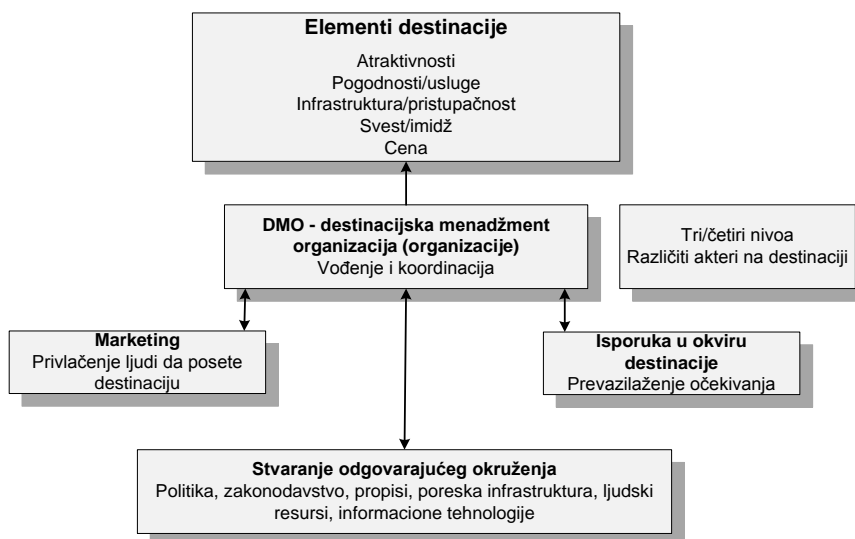 Elementi destinacije
Atraktivnosti
Pogodnosti/usluge
Infrastruktura/pristupačnost
Svest/imidž
Cena
DMO - destinacijska menadžment
organizacija (organizacije)
Vođenje i koordinacija
Tri/četiri nivoa
Različiti akteri na destinaciji
Marketing
Privlačenje ljudi da posete
destinaciju
Isporuka u okviru
destinacije
Prevazilaženje očekivanja
Stvaranje odgovarajućeg okruženja
Politika, zakonodavstvo, propisi, poreska infrastruktura, ljudski
resursi, informacione tehnologije